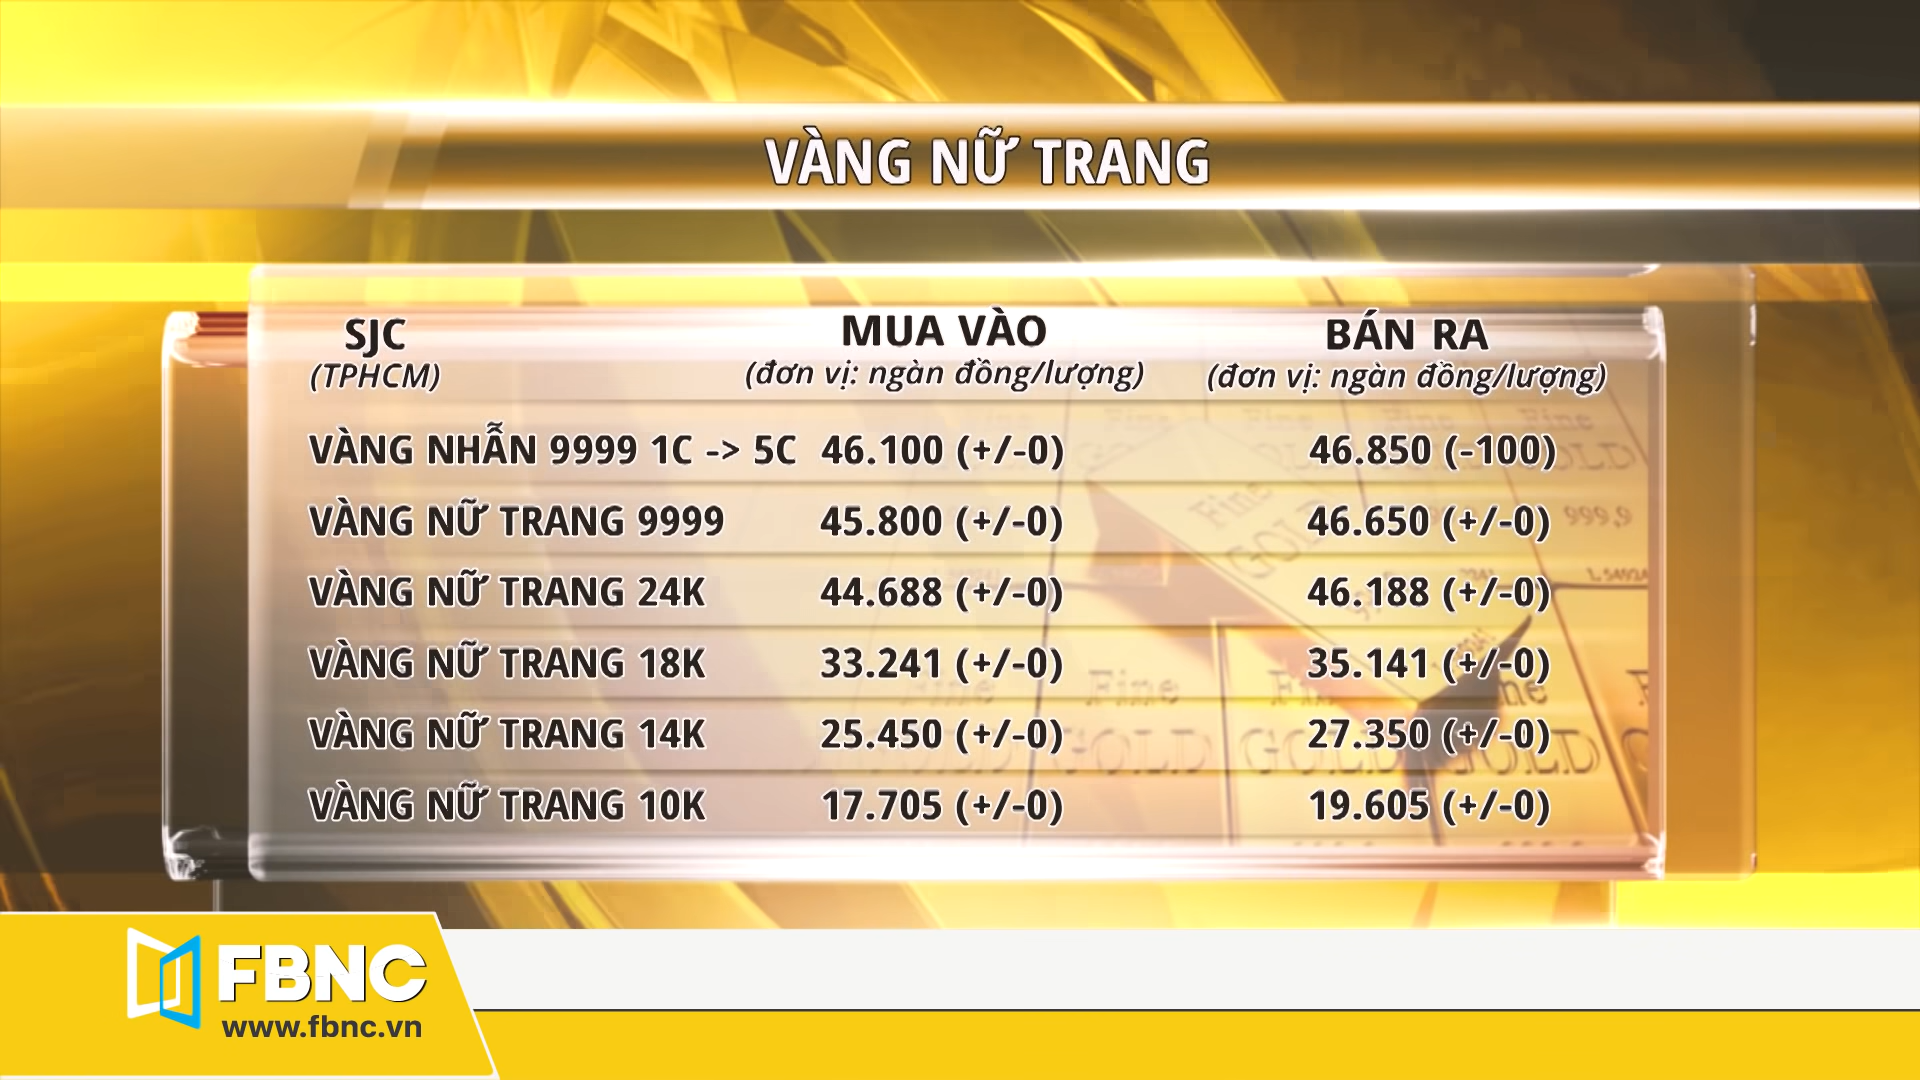 VÀNG NỮ TRANG
SJC MUA VÀO BÁN RA
(TPHCM) (đơn vị: ngàn đồng/lượng) (đơn vị: ngàn đồng/lượng)
VÀNG NHẪN 9999 1C -> 5C 46.100 (+/-0) 46.850 (-100)
VÀNG NỮ TRANG 9999 45.800 (+/-0) 46.650 (+/-0)
VÀNG NỮ TRANG 24K 44.688 (+/-0) 46.188 (+/-0)
VÀNG NỮ TRANG 18K 33.241 (+/-0) 35.141 (+/-0)
VÀNG NỮ TRANG 14K 25.450 (+/-0) 27.350 (+/-0)
VÀNG NỮ TRANG 10K 17.705 (+/-0) 19.605 (+/-0)
FBNC
www.fbnc.vn